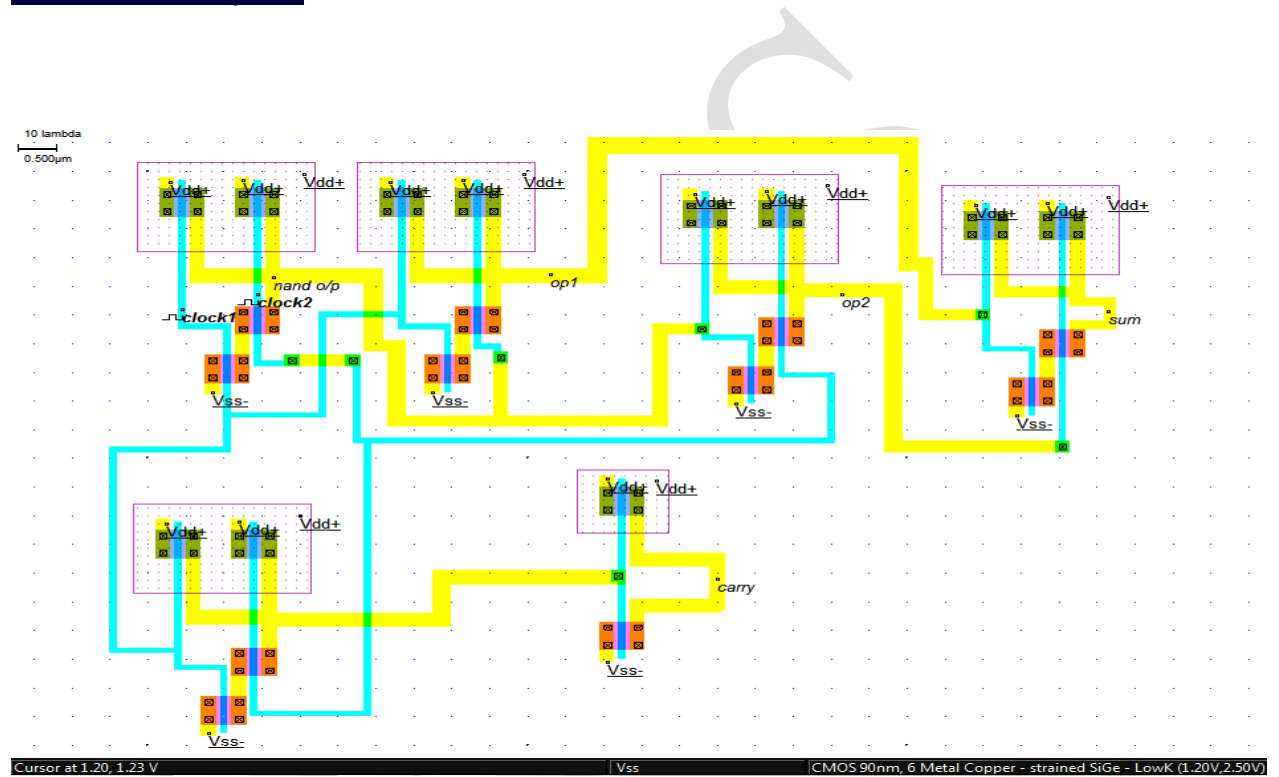 10 lambda
0.500µm
Vdd+ Vdd+ Vdd+ Vdd+ Vdd+ Vdd+
Vdd+ Vdd+ Vdd+
Vdd+ Vdd+ Vdd+
nand o/p
clock2
clock1
op1
op2
sum
Vss-
Vss-
Vss-
Vss-
Vdd+ Vdd+
Vdd+ Vdd+ Vdd+
carry
Vss-
Vss-
Cursor at 1.20, 1.23 V
Vss
CMOS 90nm, 6 Metal Copper - strained SiGe - LowK (1.20V,2.50V)